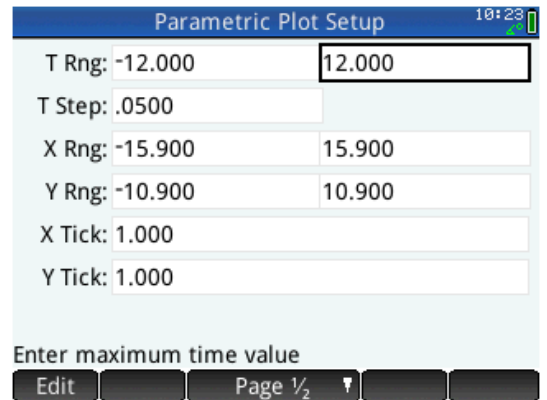 Parametric Plot Setup 10:23
T Rng: -12.000 12.000
T Step: .0500
X Rng: -15.900 15.900
Y Rng: -10.900 10.900
X Tick: 1.000
Y Tick: 1.000
Enter maximum time value
Edit Page ½